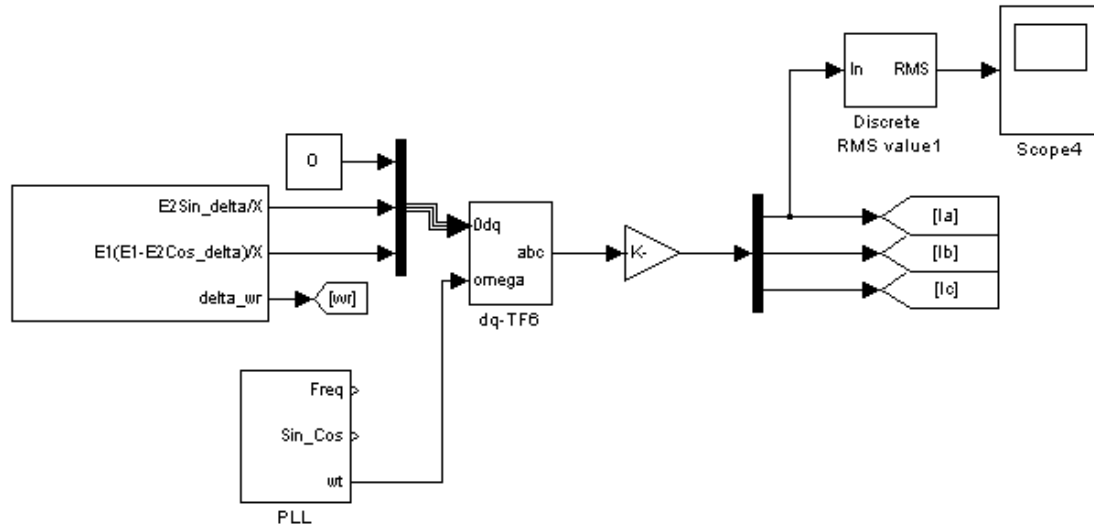 In RMS
Discrete
RMS value1
Scope4
0
E2Sin_delta/X
E1(E1-E2Cos_delta)/X
delta_wr
[wr]
0dq
abc
omega
dq-TF6
K-
[Ia]
[Ib]
[Ic]
Freq
Sin_Cos
wt
PLL